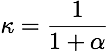 κ = 1 / (1 + α)